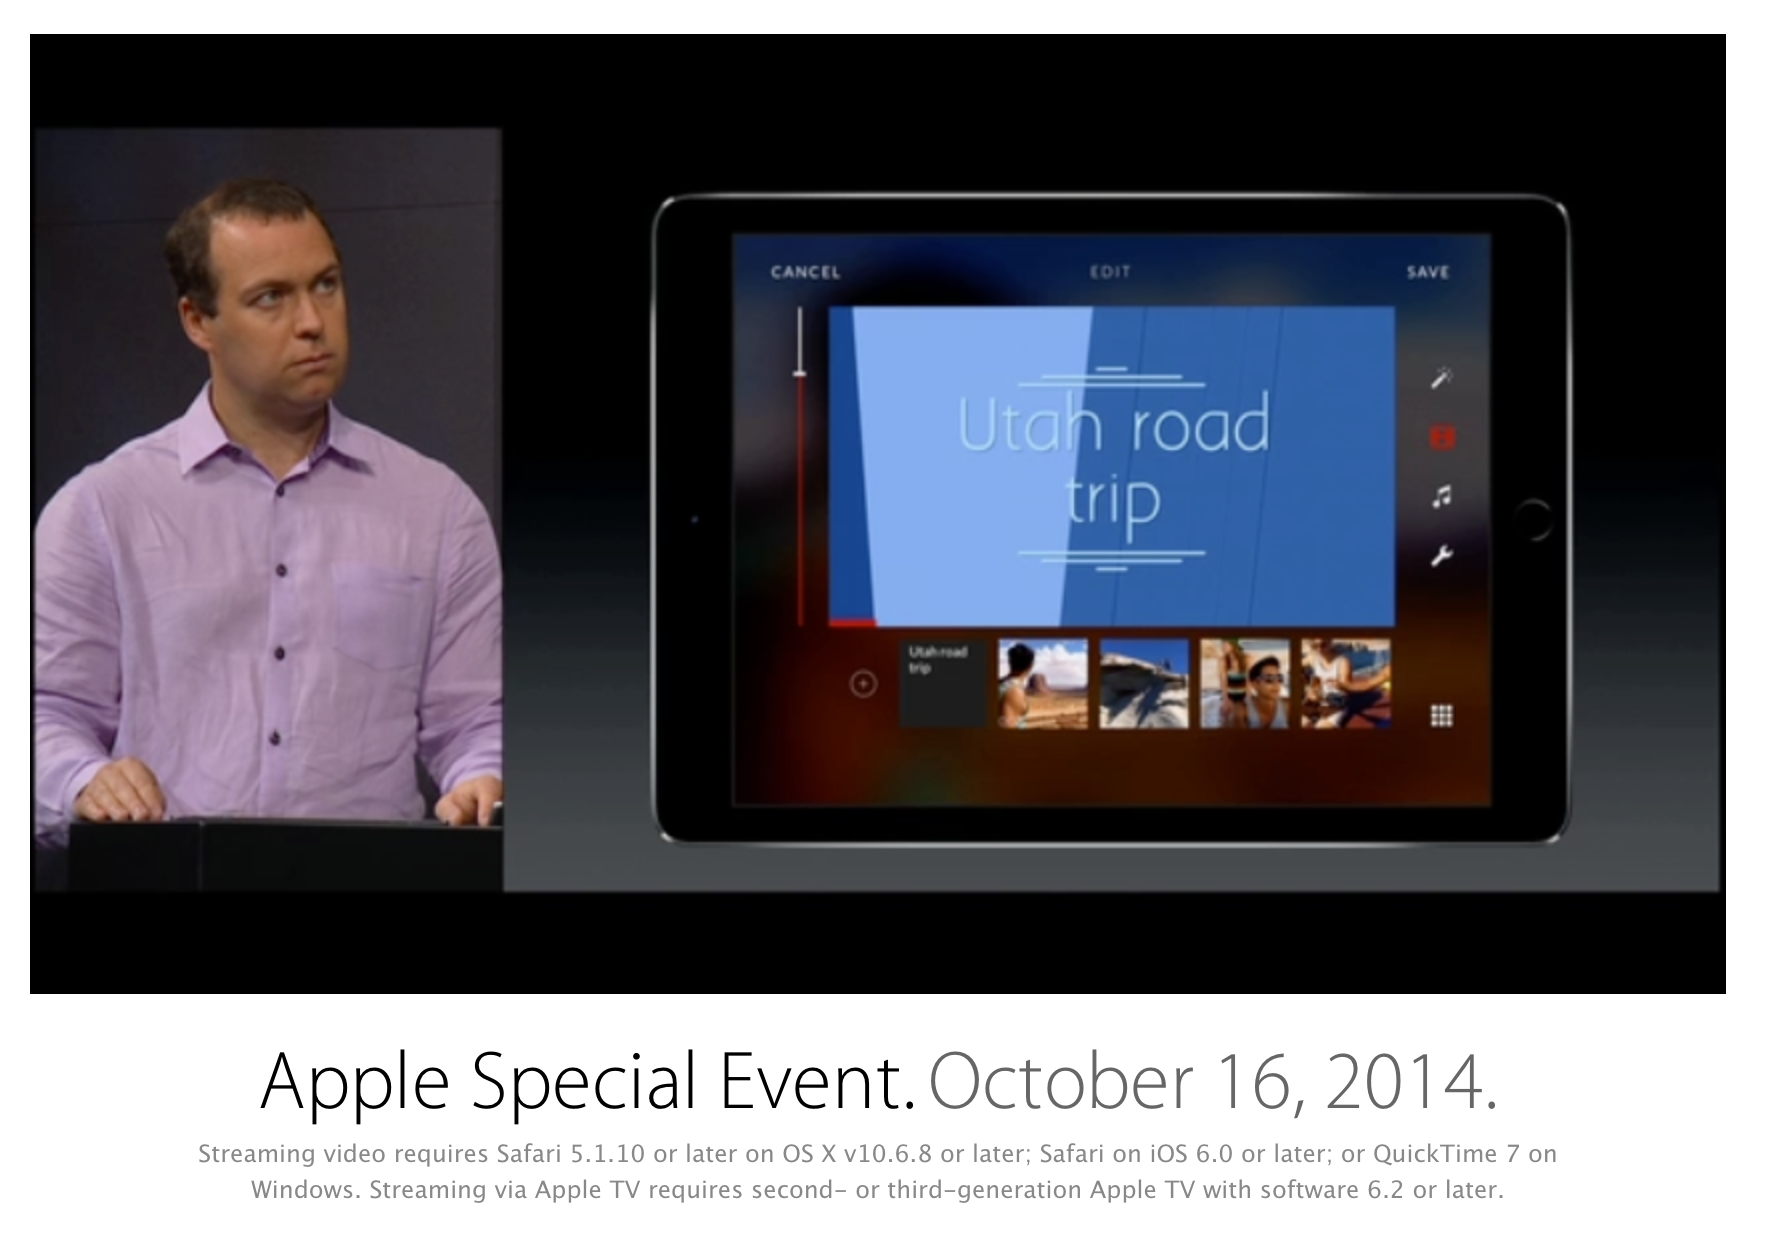 CANCEL
EDIT
SAVE
Utah road
trip
Utah road
trip
Apple Special Event. October 16, 2014.
Streaming video requires Safari 5.1.10 or later on OS X v10.6.8 or later; Safari on iOS 6.0 or later; or QuickTime 7 on
Windows. Streaming via Apple TV requires second- or third-generation Apple TV with software 6.2 or later.